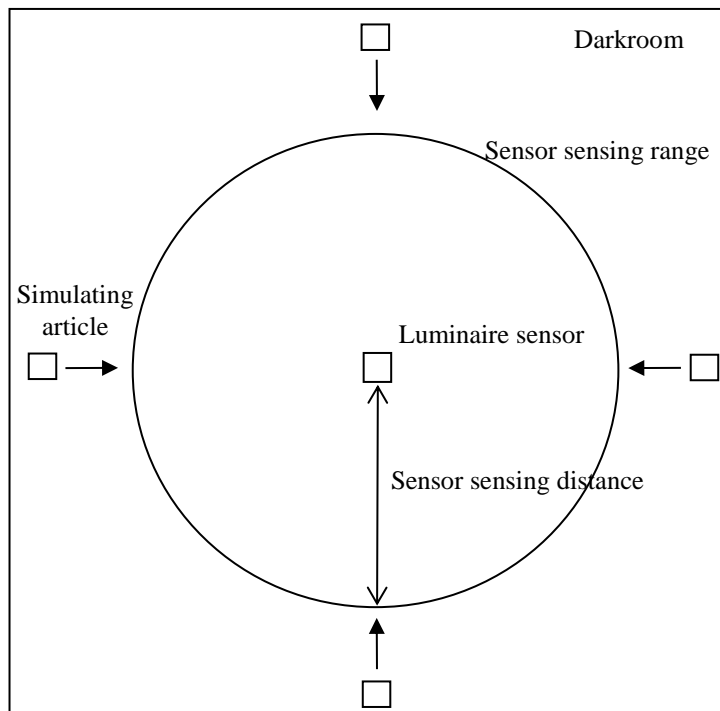 Darkroom
Sensor sensing range
Simulating
article
Luminaire sensor
Sensor sensing distance